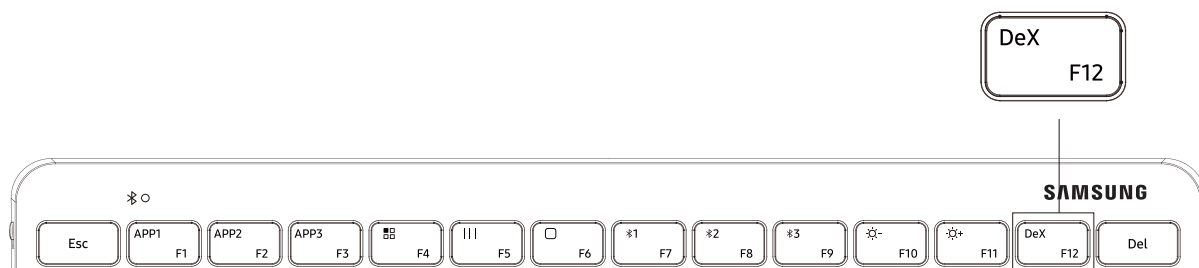 DeX
F12
SAMSUNG
Esc
APP1
F1
APP2
F2
APP3
F3
F4
F5
F6
1
F7
2
F8
3
F9
-
F10
+
F11
DeX
F12
Del